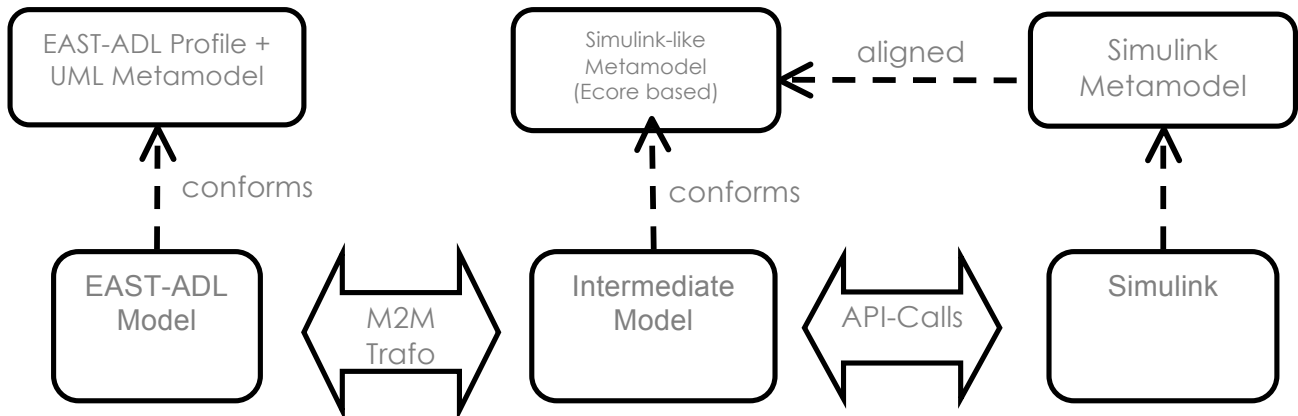 EAST-ADL Profile +
UML Metamodel
Simulink-like
Metamodel
(Ecore based)
aligned
Simulink
Metamodel
conforms
conforms
EAST-ADL
Model
M2M
Trafo
Intermediate
Model
API-Calls
Simulink